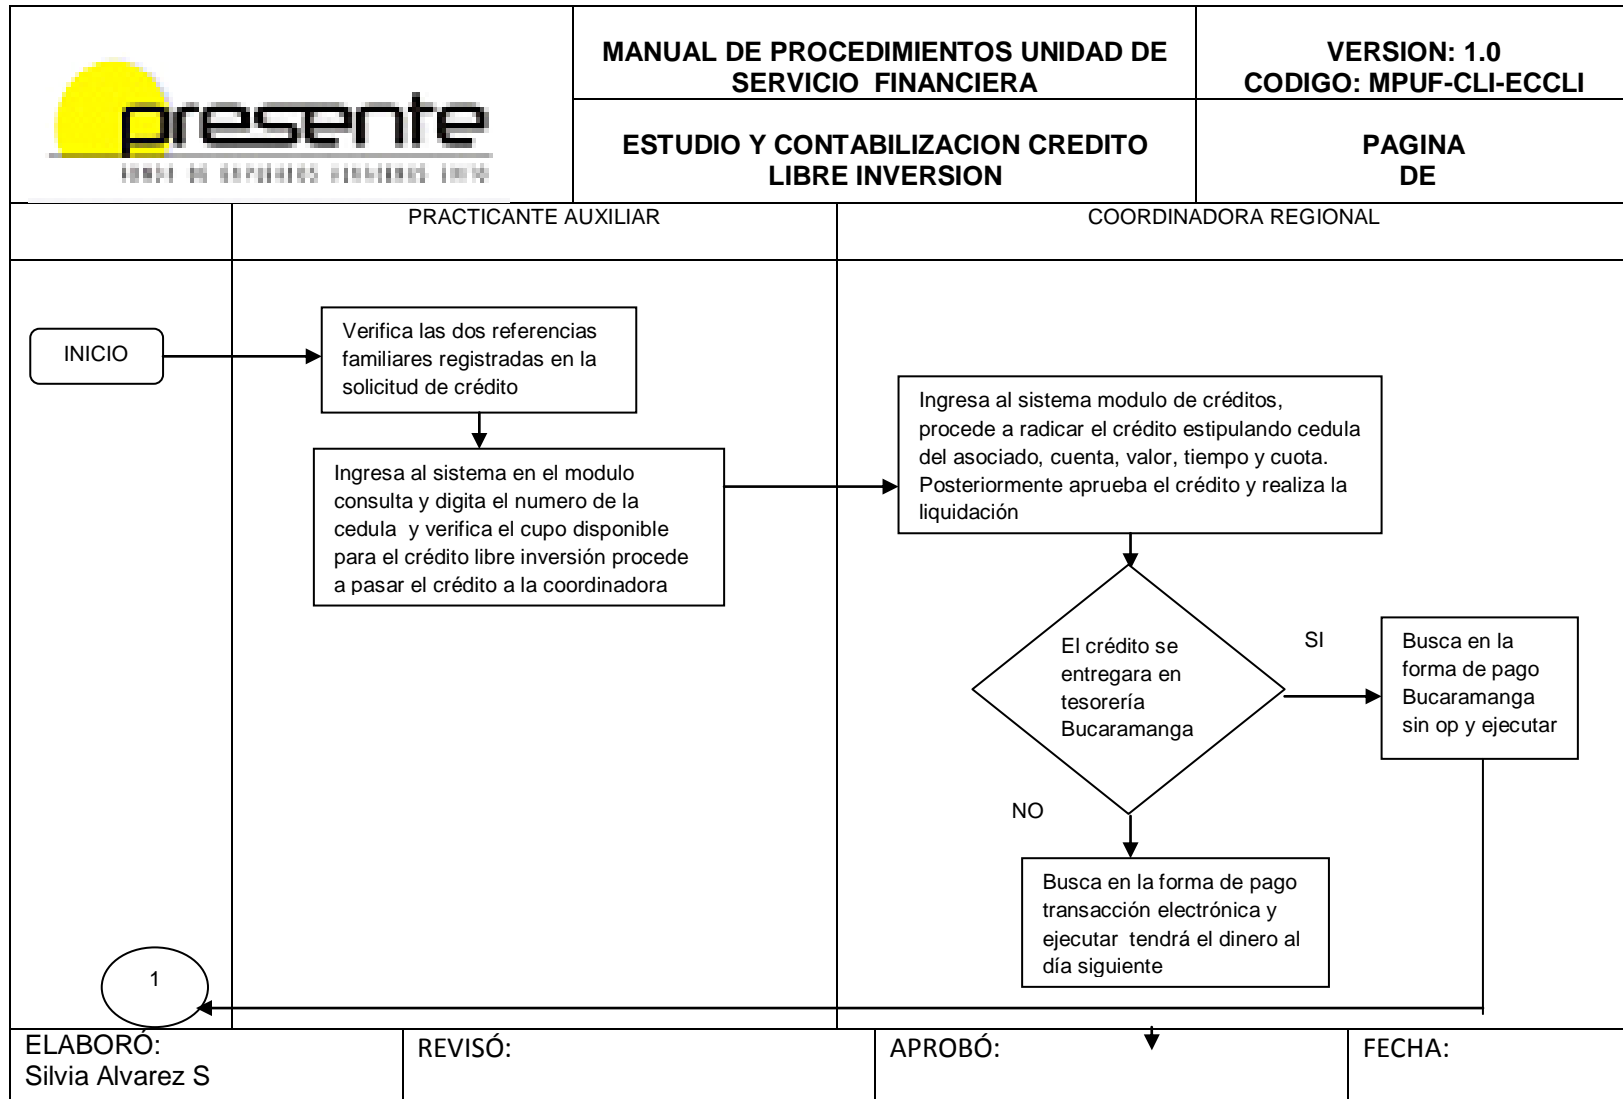 presente
MANUAL DE PROCEDIMIENTOS UNIDAD DE
SERVICIO FINANCIERA
VERSION: 1.0
CODIGO: MPUF-CLI-ECCLI
ESTUDIO Y CONTABILIZACION CREDITO
LIBRE INVERSION
PAGINA
DE
PRACTICANTE AUXILIAR
COORDINADORA REGIONAL
INICIO
Verifica las dos referencias
familiares registradas en la
solicitud de crédito
Ingresa al sistema en el modulo
consulta y digita el numero de la
cedula y verifica el cupo disponible
para el crédito libre inversión procede
a pasar el crédito a la coordinadora
Ingresa al sistema modulo de créditos,
procede a radicar el crédito estipulando cedula
del asociado, cuenta, valor, tiempo y cuota.
Posteriormente aprueba el crédito y realiza la
liquidación
El crédito se
entregara en
tesorería
Bucaramanga
SI
Busca en la
forma de pago
Bucaramanga
sin op y ejecutar
NO
Busca en la forma de pago
transacción electrónica y
ejecutar tendrá el dinero al
día siguiente
1
ELABORÓ:
Silvia Alvarez S
REVISÓ:
APROBÓ:
FECHA: